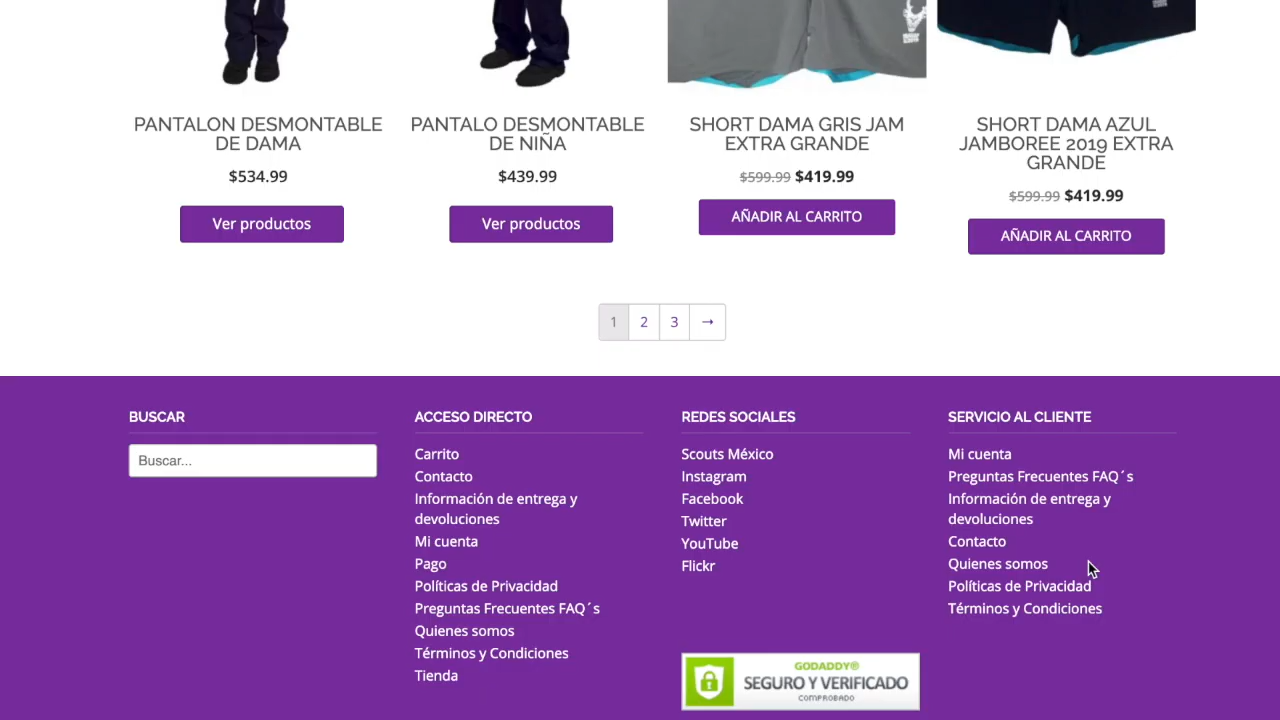 PANTALON DESMONTABLE
DE DAMA
$534.99
Ver productos
PANTALO DESMONTABLE
DE NIÑA
$439.99
Ver productos
SHORT DAMA GRIS JAM
EXTRA GRANDE
$599.99 $419.99
AÑADIR AL CARRITO
SHORT DAMA AZUL
JAMBOREE 2019 EXTRA
GRANDE
$599.99 $419.99
AÑADIR AL CARRITO
1 2 3 →
BUSCAR
Buscar...
ACCESO DIRECTO
Carrito
Contacto
Información de entrega y
devoluciones
Mi cuenta
Pago
Políticas de Privacidad
Preguntas Frecuentes FAQ´s
Quienes somos
Términos y Condiciones
Tienda
REDES SOCIALES
Scouts México
Instagram
Facebook
Twitter
YouTube
Flickr
GODADDY®
SEGURO Y VERIFICADO
COMPROBADO
SERVICIO AL CLIENTE
Mi cuenta
Preguntas Frecuentes FAQ´s
Información de entrega y
devoluciones
Contacto
Quienes somos
Políticas de Privacidad
Términos y Condiciones